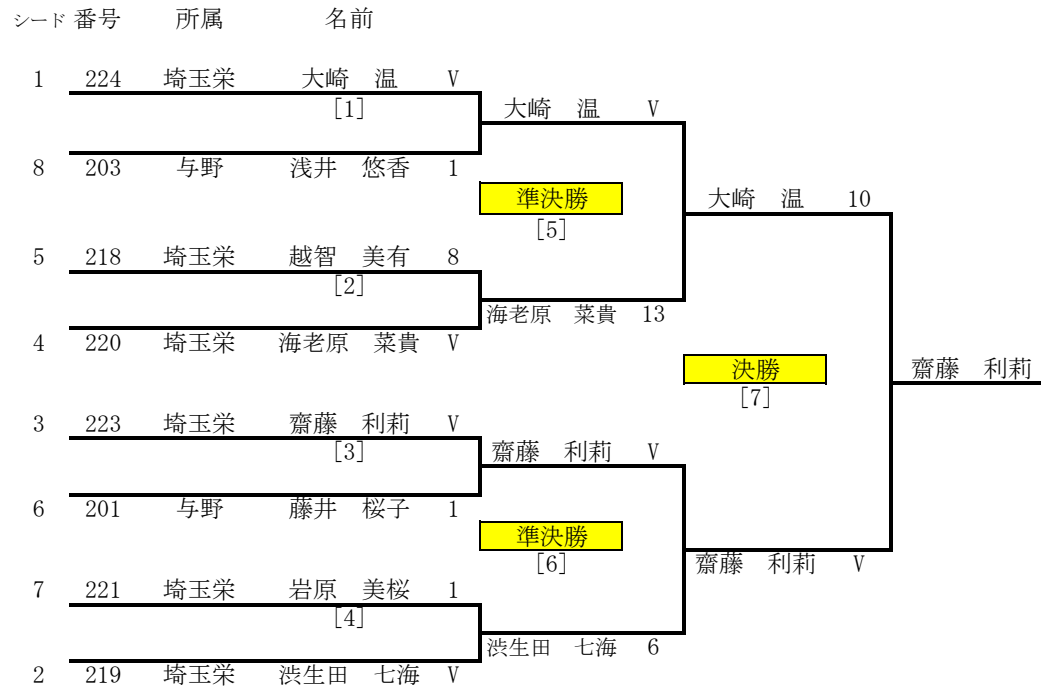 シード 番号 所属 名前
1 224 埼玉栄 大崎 温 V
[1]
大崎 温 V
8 203 与野 浅井 悠香 1
準決勝
[5]
大崎 温 10
5 218 埼玉栄 越智 美有 8
[2]
海老原 菜貴 13
4 220 埼玉栄 海老原 菜貴 V
決勝
[7]
齋藤 利莉
3 223 埼玉栄 齋藤 利莉 V
[3]
齋藤 利莉 V
6 201 与野 藤井 桜子 1
準決勝
[6]
齋藤 利莉 V
7 221 埼玉栄 岩原 美桜 1
[4]
渋生田 七海 6
2 219 埼玉栄 渋生田 七海 V